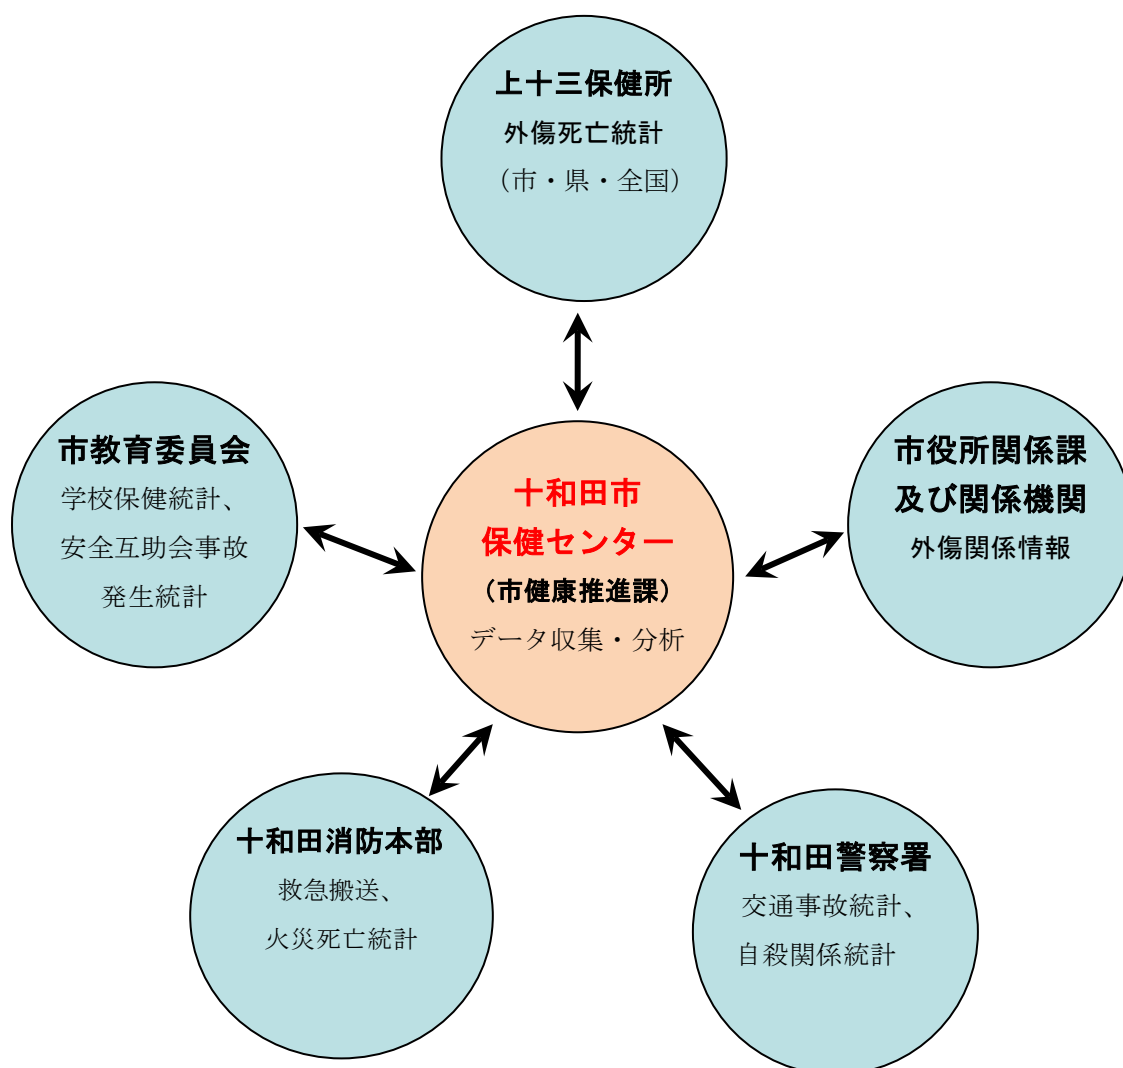 上十三保健所
外傷死亡統計
（市・県・全国）
市教育委員会
学校保健統計、
安全互助会事故
発生統計
十和田市
保健センター
（市健康推進課）
データ収集・分析
市役所関係課
及び関係機関
外傷関係情報
十和田消防本部
救急搬送、
火災死亡統計
十和田警察署
交通事故統計、
自殺関係統計